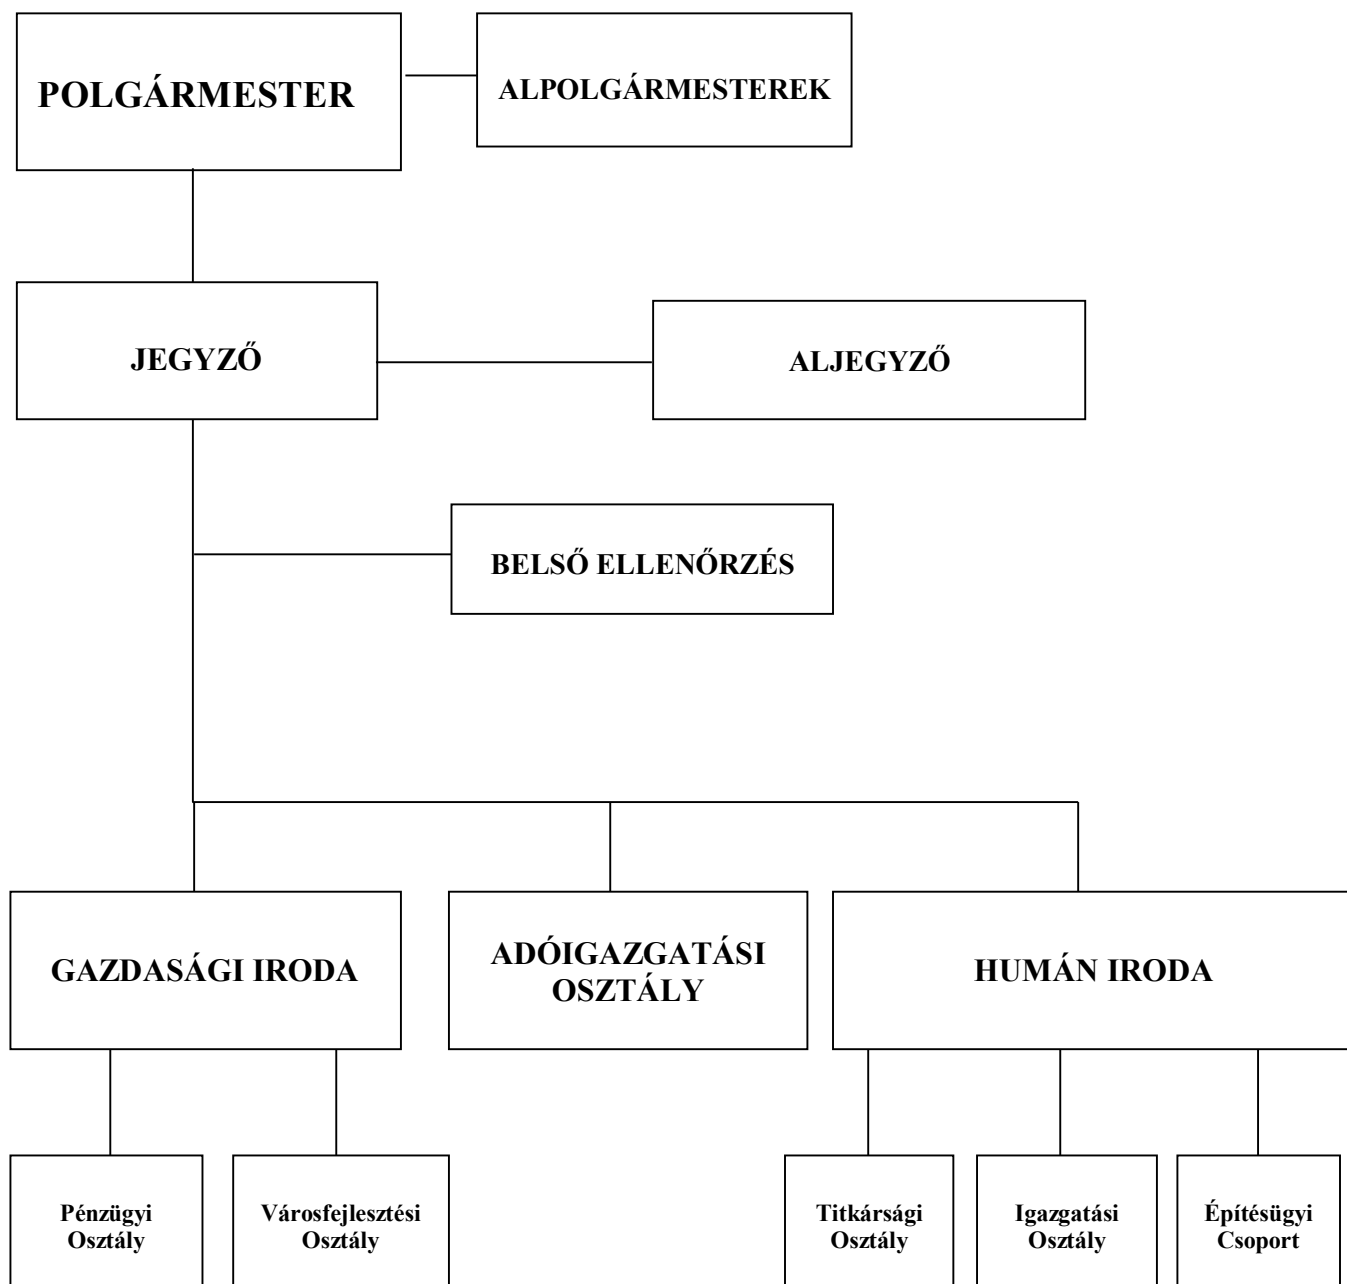 POLGÁRMESTER
ALPOLGÁRMESTEREK
JEGYZŐ
ALJEGYZŐ
BELSŐ ELLENŐRZÉS
GAZDASÁGI IRODA
ADÓIGAZGATÁSI
OSZTÁLY
HUMÁN IRODA
Pénzügyi
Osztály
Városfejlesztési
Osztály
Titkársági
Osztály
Igazgatási
Osztály
Építésügyi
Csoport